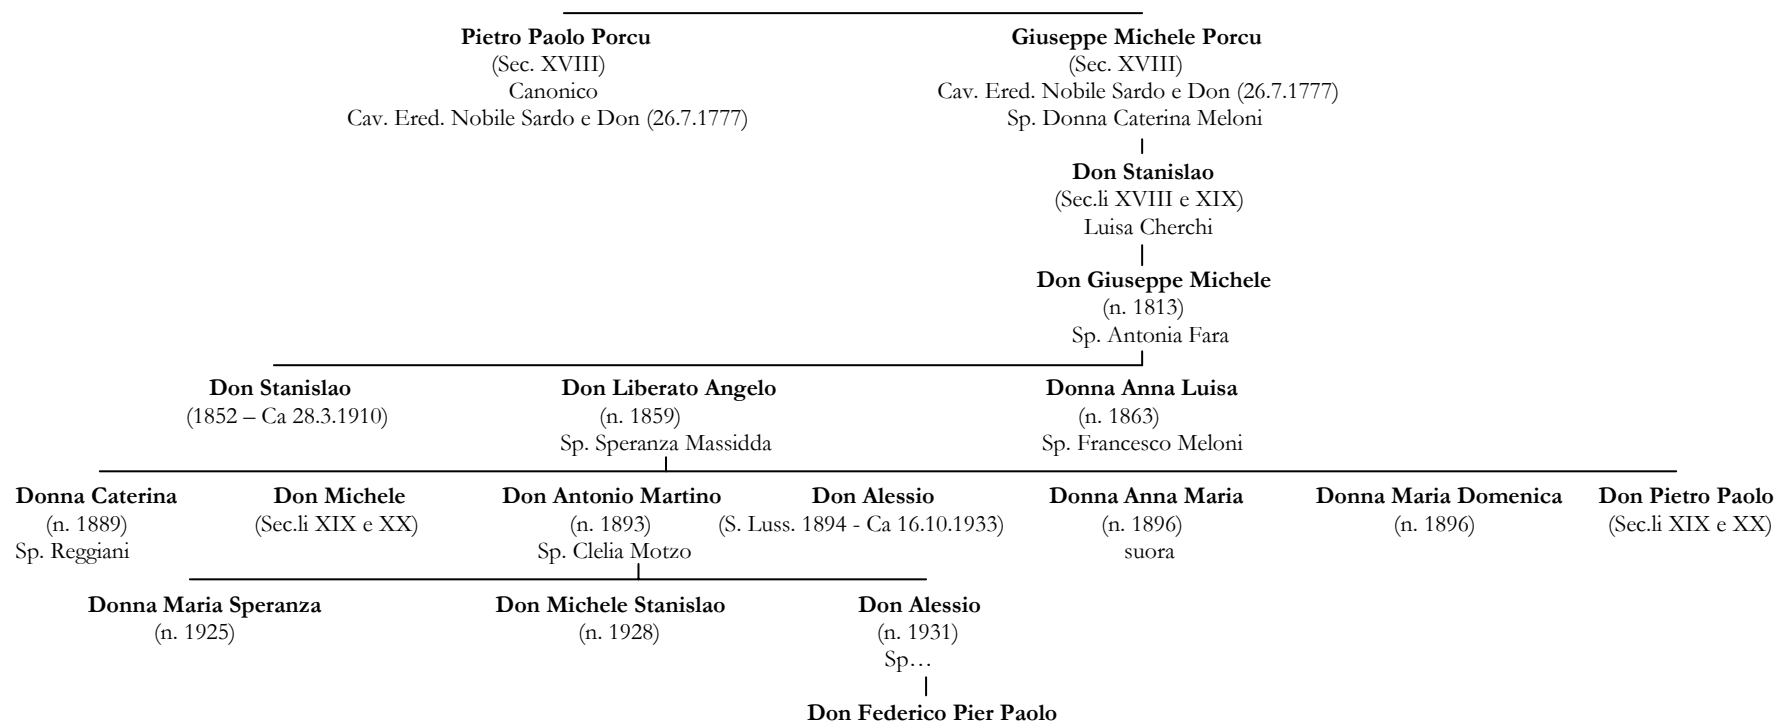 Pietro Paolo Porcu Giuseppe Michele Porcu
(Sec. XVIII) (Sec. XVIII)
Canonico Cav. Ered. Nobile Sardo e Don (26.7.1777)
Cav. Ered. Nobile Sardo e Don (26.7.1777) Sp. Donna Caterina Meloni
Don Stanislao
(Sec.li XVIII e XIX)
Luisa Cherchi
Don Giuseppe Michele
(n. 1813)
Sp. Antonia Fara
Don Stanislao Don Liberato Angelo Donna Anna Luisa
(1852 – Ca 28.3.1910) (n. 1859) (n. 1863)
Sp. Speranza Massidda Sp. Francesco Meloni
Donna Caterina Don Michele Don Antonio Martino Don Alessio Donna Anna Maria Donna Maria Domenica Don Pietro Paolo
(n. 1889) (Sec.li XIX e XX) (n. 1893) (S. Luss. 1894 - Ca 16.10.1933) (n. 1896) (n. 1896) (Sec.li XIX e XX)
Sp. Reggiani Sp. Clelia Motzo suora
Donna Maria Speranza Don Michele Stanislao Don Alessio
(n. 1925) (n. 1928) (n. 1931)
Sp…
Don Federico Pier Paolo